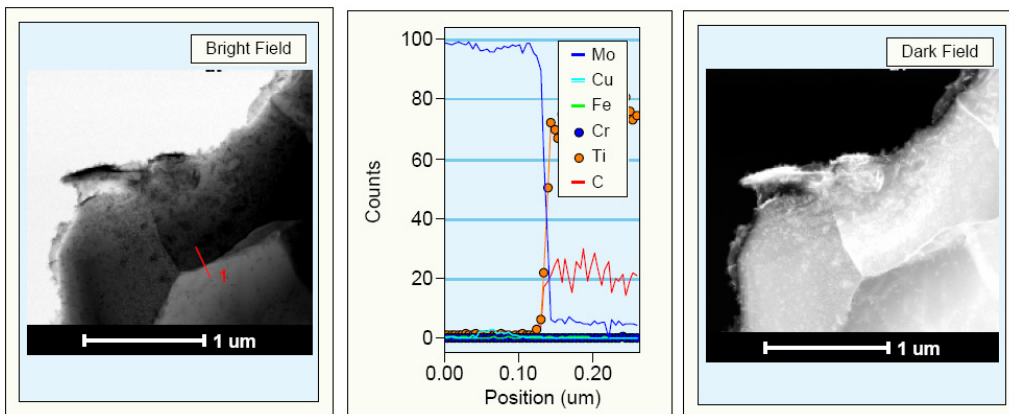 Bright Field
1
1 um
100
80
60
40
20
0
Counts
0.00 0.10 0.20
Position (um)
Mo
Cu
Fe
Cr
Ti
C
Dark Field
1 um